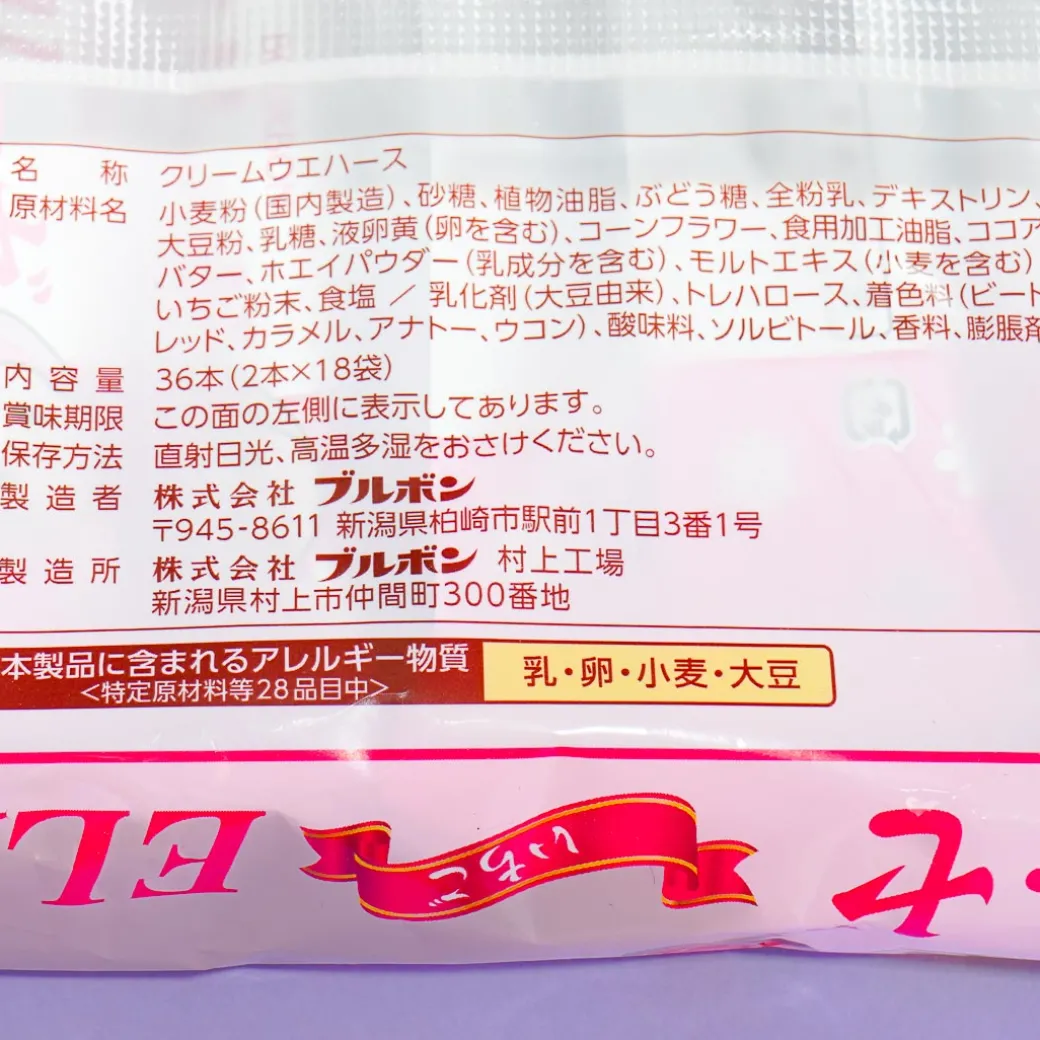 名称 クリームウエハース
原材料名 小麦粉(国内製造)、砂糖、植物油脂、ぶどう糖、全粉乳、デキストリン、
大豆粉、乳糖、液卵黄(卵を含む)、コーンフラワー、食用加工油脂、ココア
バター、ホエイパウダー(乳成分を含む)、モルトエキス(小麦を含む)
いちご粉末、食塩/乳化剤(大豆由来)、トレハロース、着色料(ビート
レッド、カラメル、アナトー、ウコン)、酸味料、ソルビトール、香料、膨脹剤
内容量 36本(2本×18袋)
賞味期限 この面の左側に表示してあります。
保存方法 直射日光、高温多湿をおさけください。
製造者 株式会社 ブルボン
〒945-8611 新潟県柏崎市駅前1丁目3番1号
製造所 株式会社 ブルボン 村上工場
新潟県村上市仲間町300番地
本製品に含まれるアレルギー物質
<特定原材料等28品目中>
乳・卵・小麦・大豆
セ
いちご
EL